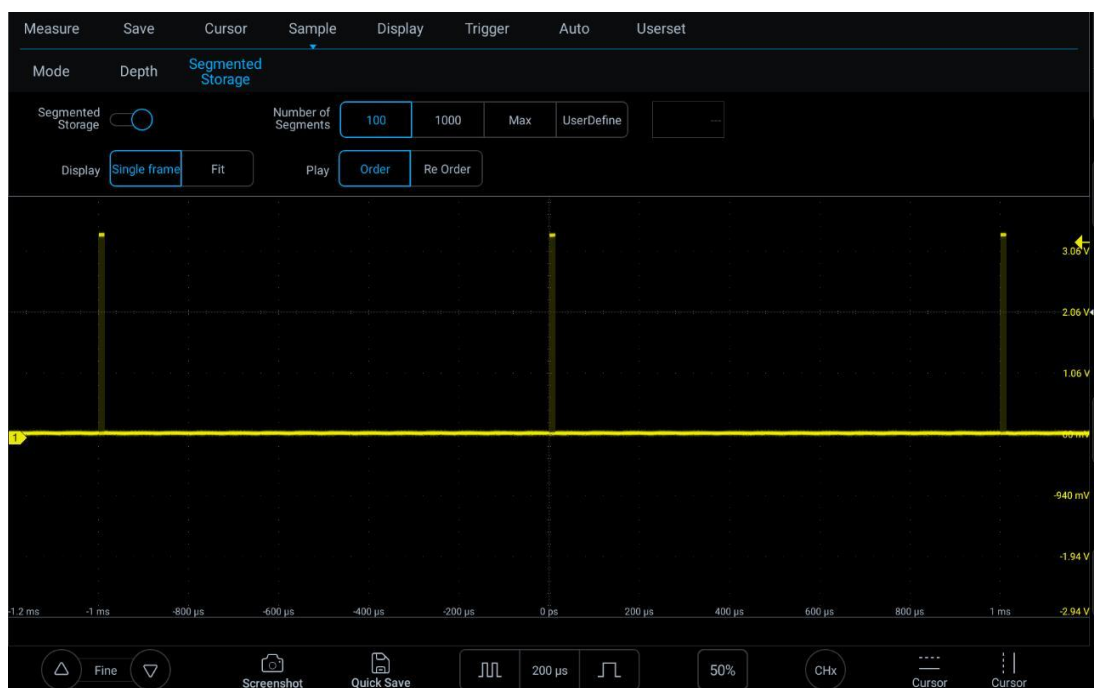 Measure Save Cursor Sample Display Trigger Auto Userset
Mode Depth Segmented Storage
Segmented Storage Number of Segments 100 1000 Max UserDefine ---
Display Single frame Fit Play Order Re Order
3.06 V
2.06 V
1.06 V
1
60 mV
-940 mV
-1.94 V
-1.2 ms -1 ms -800 µs -600 µs -400 µs -200 µs 0 ps 200 µs 400 µs 600 µs 800 µs 1 ms -2.94 V
Fine 200 µs 50% CHx
Screenshot Quick Save Cursor Cursor